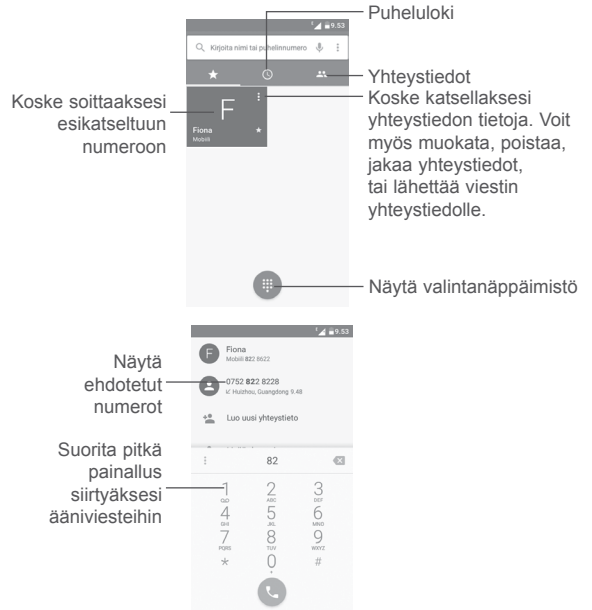 Puheluloki
9.53
Kirjoita nimi tai puhelinnumero
Yhteystiedot
Koske katsellaksesi
yhteystiedon tietoja. Voit
myös muokata, poistaa,
jakaa yhteystiedot,
tai lähettää viestin
yhteystiedolle.
Koske soittaaksesi
esikatseltuun
numeroon
F
Fiona
Mobiili
Näytä valintanäppäimistö
9.53
F
Fiona
Mobiili 822 8622
Näytä
ehdotetut
numerot
0752 822 8228
Huizhou, Guangdong 9.48
Luo uusi yhteystieto
Suorita pitkä
painallus
siirtyäksesi
ääniviesteihin
82
1 2 3
ABC DEF
4 5 6
GHI JKL MNO
7 8 9
PQRS TUV WXYZ
* 0 #
+